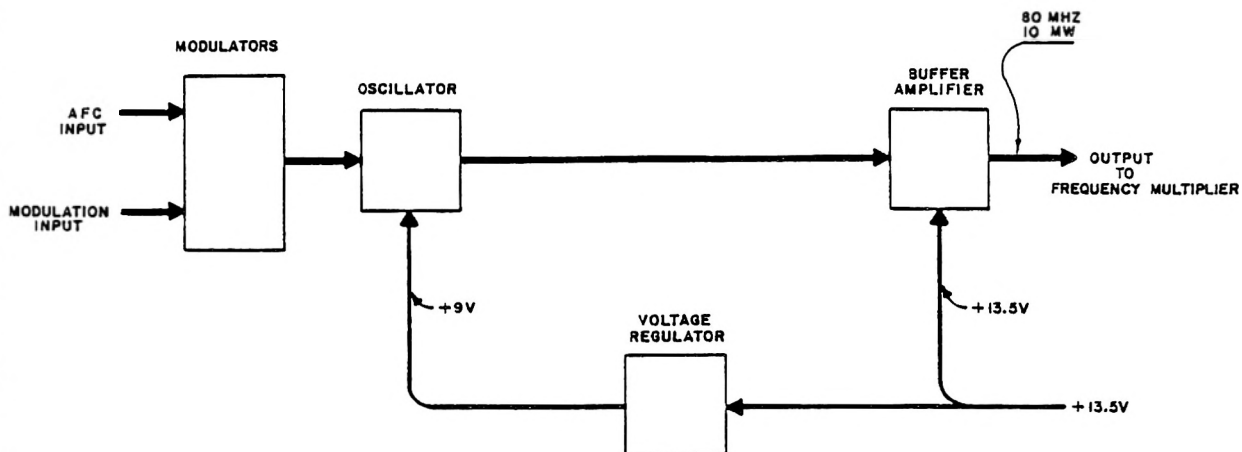 80 MHZ
10 MW
MODULATORS
OSCILLATOR
BUFFER
AMPLIFIER
AFC
INPUT
MODULATION
INPUT
OUTPUT
TO
FREQUENCY MULTIPLIER
+9V
+13.5V
VOLTAGE
REGULATOR
+13.5V